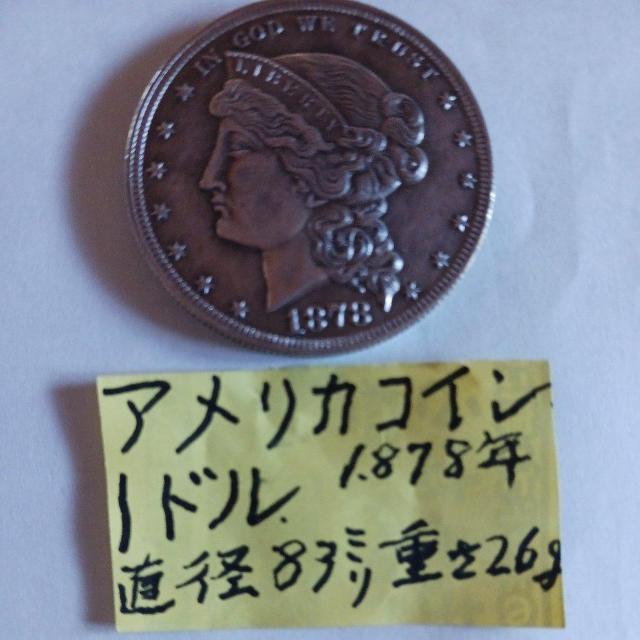 IN GOD WE TRUST
LIBERTY
1878
アメリカコイン
1878年
1ドル
直径83ミリ重さ26g